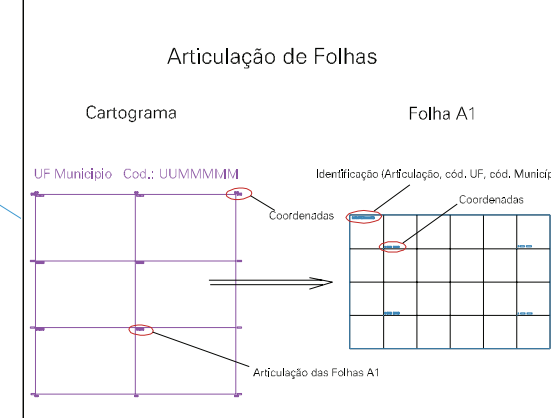 Articulação de Folhas
Cartograma
Folha A1
UF Municipio Cod.: UUMMMMM
Identificação (Articulação, cód. UF, cód. Municíp
Coordenadas
Coordenadas
Articulação das Folhas A1